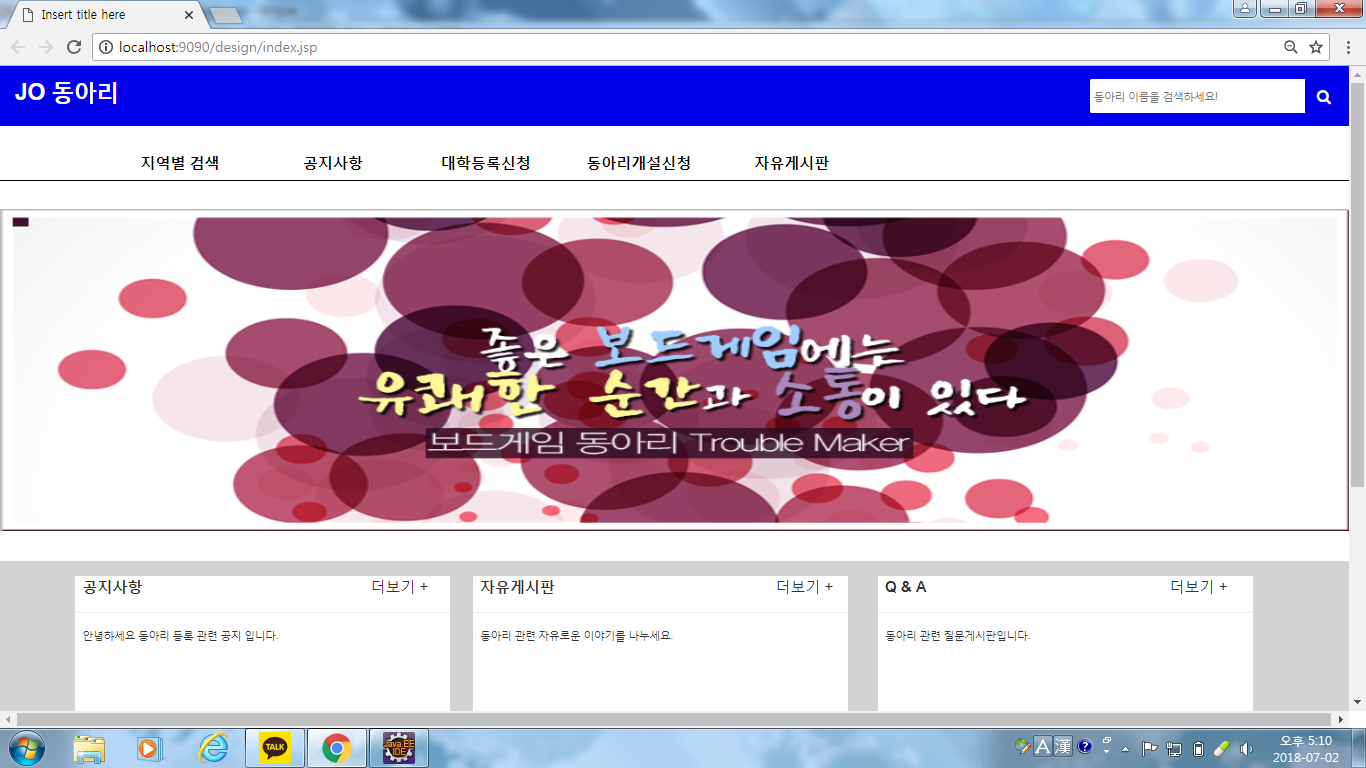 Insert title here
localhost:9090/design/index.jsp
JO 동아리
동아리 이름을 검색하세요!
지역별 검색 공지사항 대학등록신청 동아리개설신청 자유게시판
좋은 보드게임에는
유쾌한 순간과 소통이 있다
보드게임 동아리 Trouble Maker
공지사항 더보기 + 자유게시판 더보기 + Q & A 더보기 +
안녕하세요 동아리 등록 관련 공지 입니다. 동아리 관련 자유로운 이야기를 나누세요. 동아리 관련 질문게시판입니다.
TALK Java EE IDE A 漢 ? 오후 5:10
2018-07-02